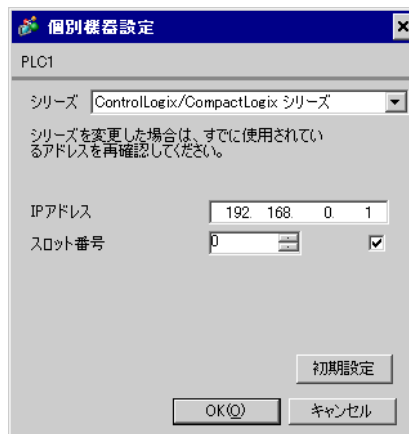 個別機器設定
PLC1
シリーズ ControlLogix/CompactLogix シリーズ
シリーズを変更した場合は、すでに使用されてい
るアドレスを再確認してください。
IPアドレス 192. 168. 0. 1
スロット番号 0
初期設定
OK(O) キャンセル